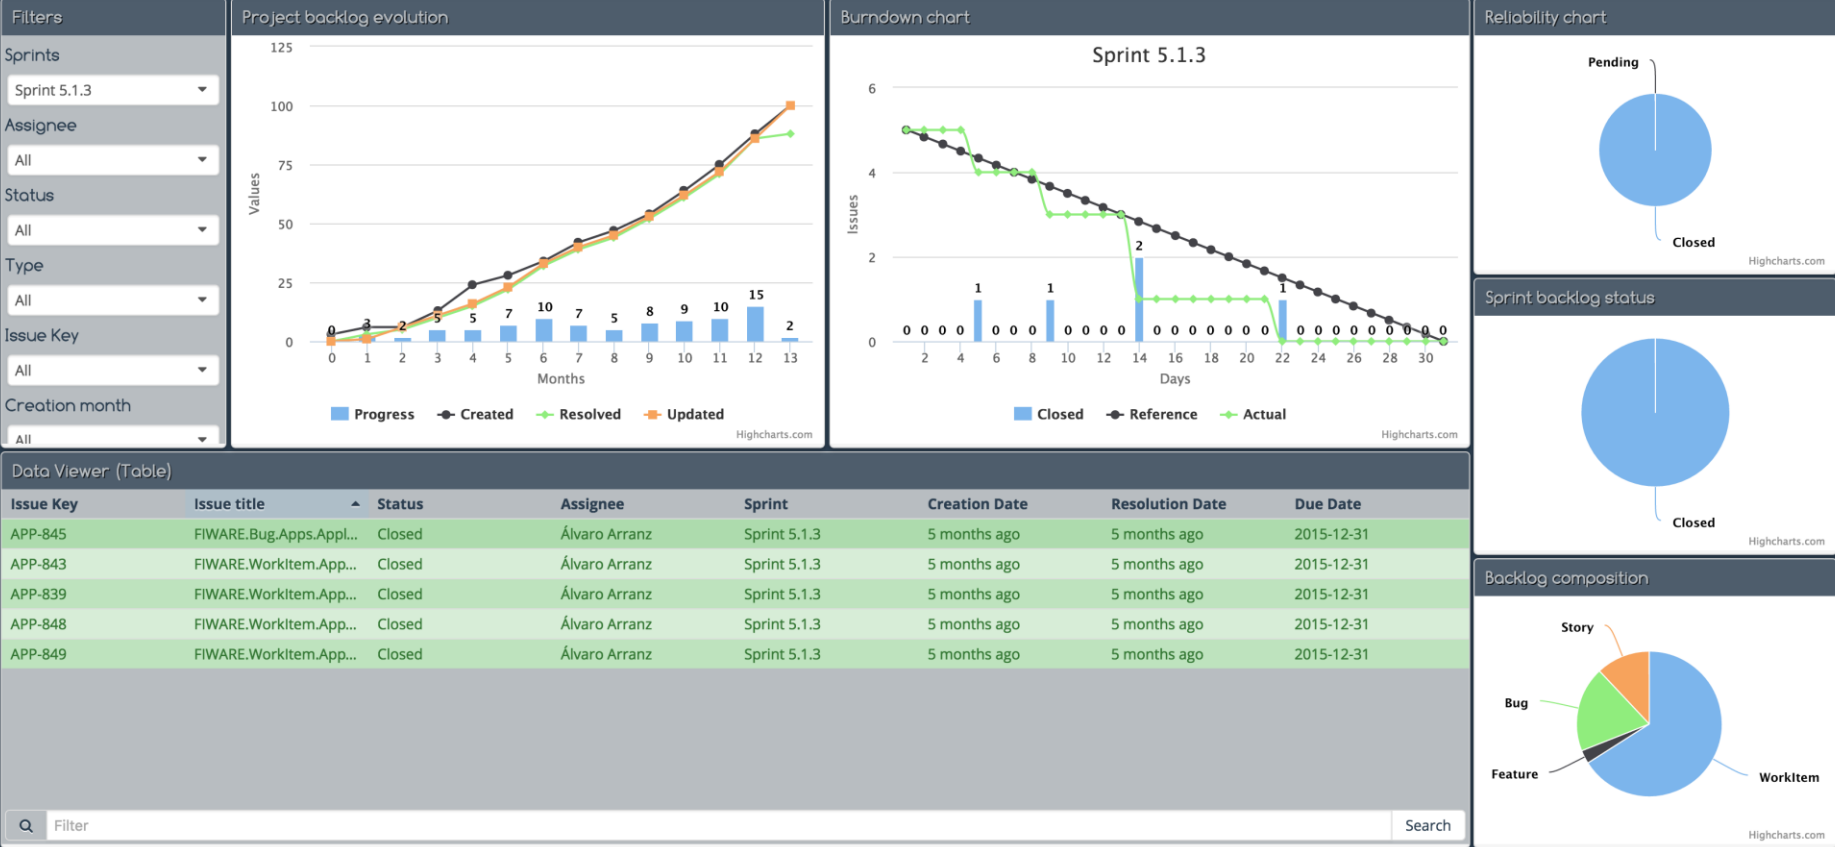 Filters
Sprints
Sprint 5.1.3
Assignee
All
Status
All
Type
All
Issue Key
All
Creation month
All
Project backlog evolution
125
100
75
50
25
0
Values
0 3 2 5 5 7 10 7 5 8 9 10 15 2
0 1 2 3 4 5 6 7 8 9 10 11 12 13
Months
Progress Created Resolved Updated
Highcharts.com
Burndown chart
Sprint 5.1.3
6
4
2
0
Issues
0 0 0 0 1 0 0 0 1 0 0 0 0 2 0 0 0 0 0 0 0 1 0 0 0 0 0 0 0 0 0
2 4 6 8 10 12 14 16 18 20 22 24 26 28 30
Days
Closed Reference Actual
Highcharts.com
Reliability chart
Pending
Closed
Highcharts.com
Sprint backlog status
Closed
Highcharts.com
Backlog composition
Story
Bug
Feature
WorkItem
Highcharts.com
Data Viewer (Table)
Issue Key Issue title Status Assignee Sprint Creation Date Resolution Date Due Date
APP-845 FIWARE.Bug.Apps.Appl... Closed Álvaro Arranz Sprint 5.1.3 5 months ago 5 months ago 2015-12-31
APP-843 FIWARE.WorkItem.App... Closed Álvaro Arranz Sprint 5.1.3 5 months ago 5 months ago 2015-12-31
APP-839 FIWARE.WorkItem.App... Closed Álvaro Arranz Sprint 5.1.3 5 months ago 5 months ago 2015-12-31
APP-848 FIWARE.WorkItem.App... Closed Álvaro Arranz Sprint 5.1.3 5 months ago 5 months ago 2015-12-31
APP-849 FIWARE.WorkItem.App... Closed Álvaro Arranz Sprint 5.1.3 5 months ago 5 months ago 2015-12-31
Filter Search